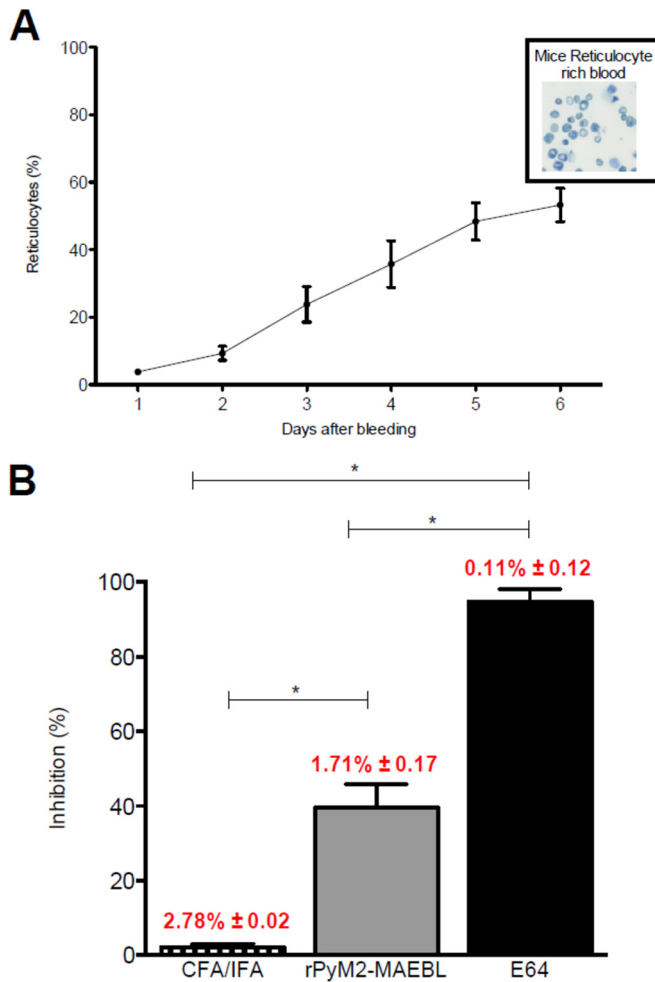 A
100
80
60
40
20
0
Reticulocytes (%)
Mice Reticulocyte
rich blood
1 2 3 4 5 6
Days after bleeding
B
*
*
0.11% ± 0.12
*
1.71% ± 0.17
2.78% ± 0.02
100
80
60
40
20
0
Inhibition (%)
CFA/IFA rPyM2-MAEBL E64